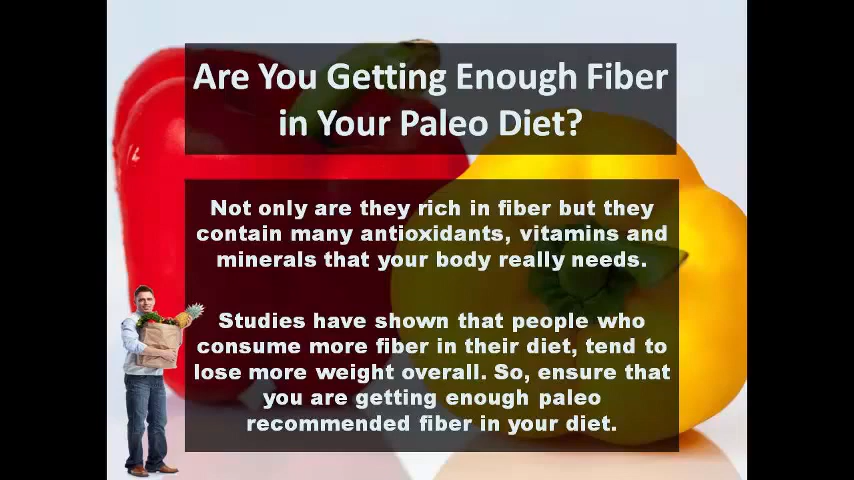 Are You Getting Enough Fiber
in Your Paleo Diet?
Not only are they rich in fiber but they
contain many antioxidants, vitamins and
minerals that your body really needs.
Studies have shown that people who
consume more fiber in their diet, tend to
lose more weight overall. So, ensure that
you are getting enough paleo
recommended fiber in your diet.